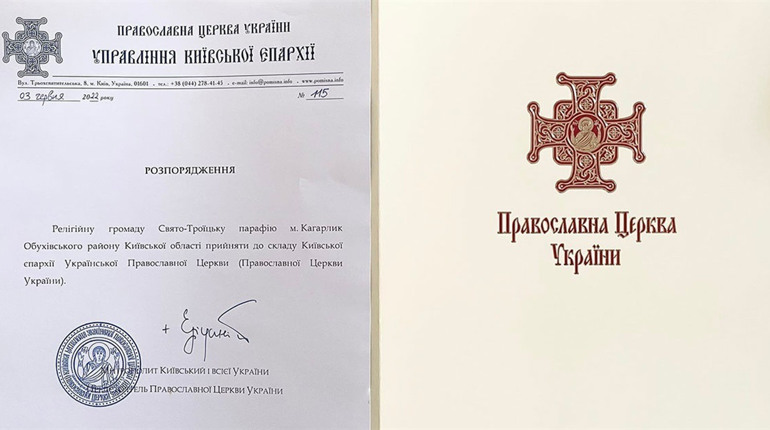 Православна Церква України
Управління Київської Єпархії
Вул. Трьохсвятительська, 8, м. Київ, Україна, 01601 • тел.: +38 (044) 278-41-45 • e-mail: info@pomisna.info • www.pomisna.info
03 червня 2022 року № 115
РОЗПОРЯДЖЕННЯ
Релігійну громаду Свято-Троїцьку парафію м. Кагарлик
Обухівського району Київської області прийняти до складу Київської
єпархії Української Православної Церкви (Православної Церкви
України).
Митрополит Київський і всієї України
Православної Церкви України
Православна Церква
України